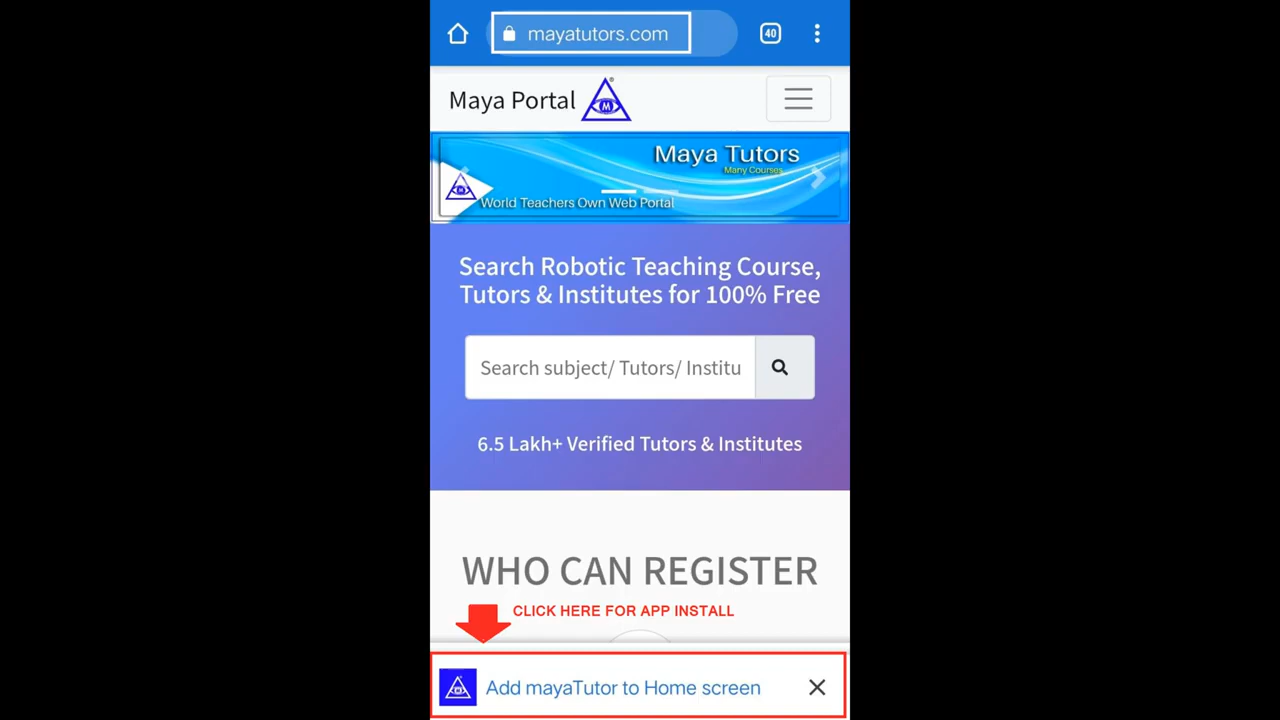 mayatutors.com
40
Maya Portal
M
Maya Tutors
Many Courses
World Teachers Own Web Portal
Search Robotic Teaching Course,
Tutors & Institutes for 100% Free
Search subject/ Tutors/ Institu
6.5 Lakh+ Verified Tutors & Institutes
WHO CAN REGISTER
CLICK HERE FOR APP INSTALL
Add mayaTutor to Home screen